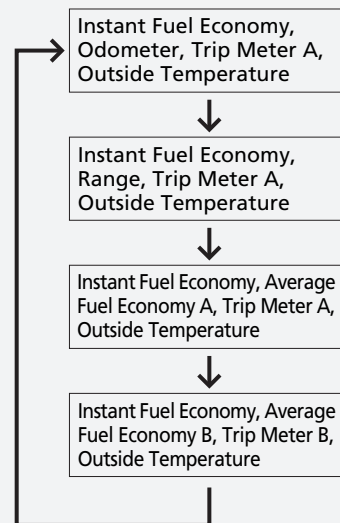 Instant Fuel Economy,
Odometer, Trip Meter A,
Outside Temperature
Instant Fuel Economy,
Range, Trip Meter A,
Outside Temperature
Instant Fuel Economy, Average
Fuel Economy A, Trip Meter A,
Outside Temperature
Instant Fuel Economy, Average
Fuel Economy B, Trip Meter B,
Outside Temperature